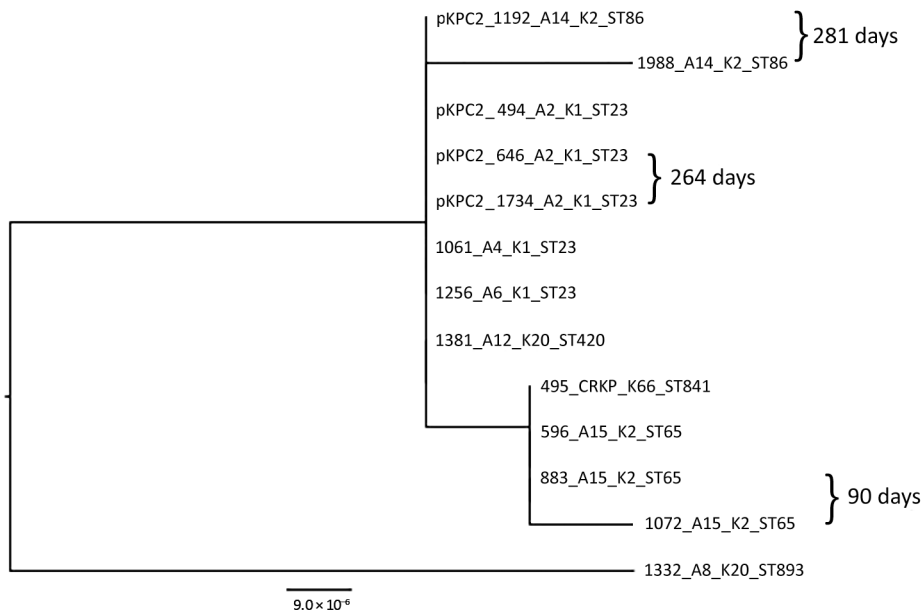 pKPC2_1192_A14_K2_ST86
281 days
1988_A14_K2_ST86
pKPC2_494_A2_K1_ST23
pKPC2_646_A2_K1_ST23
264 days
pKPC2_1734_A2_K1_ST23
1061_A4_K1_ST23
1256_A6_K1_ST23
1381_A12_K20_ST420
495_CRKP_K66_ST841
596_A15_K2_ST65
883_A15_K2_ST65
90 days
1072_A15_K2_ST65
1332_A8_K20_ST893
9.0 × 10⁻⁶